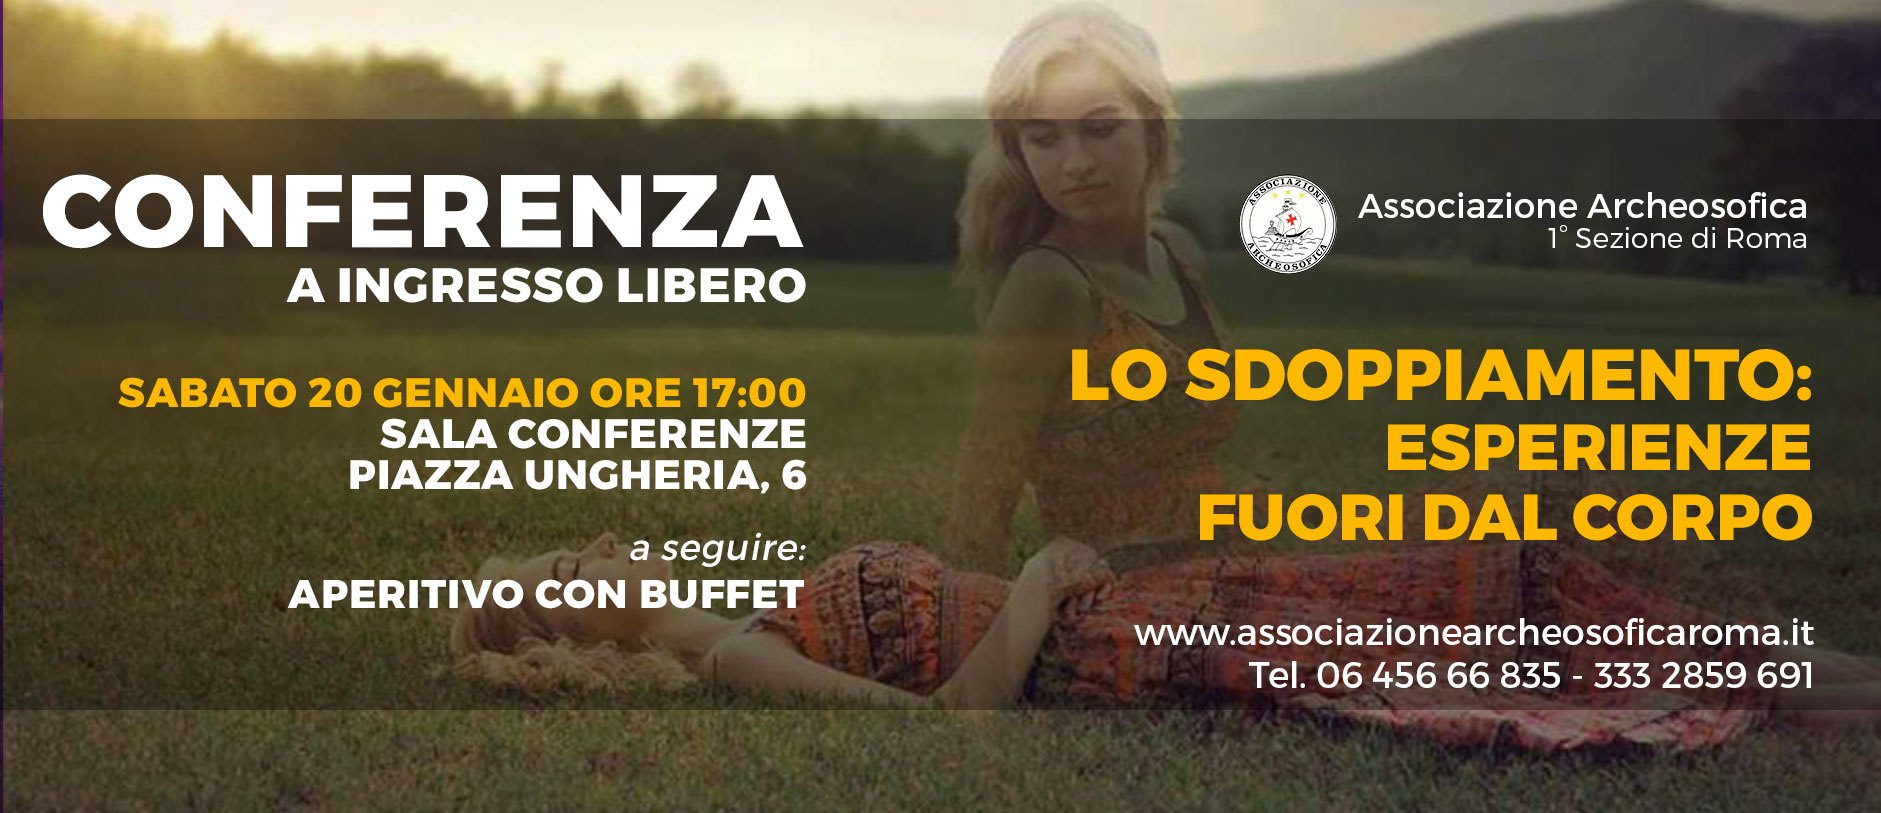 CONFERENZA
A INGRESSO LIBERO
SABATO 20 GENNAIO ORE 17:00
SALA CONFERENZE
PIAZZA UNGHERIA, 6
a seguire:
APERITIVO CON BUFFET
ASSOCIAZIONE
ARCHEOSOFICA
Associazione Archeosofica
1° Sezione di Roma
LO SDOPPIAMENTO:
ESPERIENZE
FUORI DAL CORPO
www.associazionearcheosoficaroma.it
Tel. 06 456 66 835 - 333 2859 691